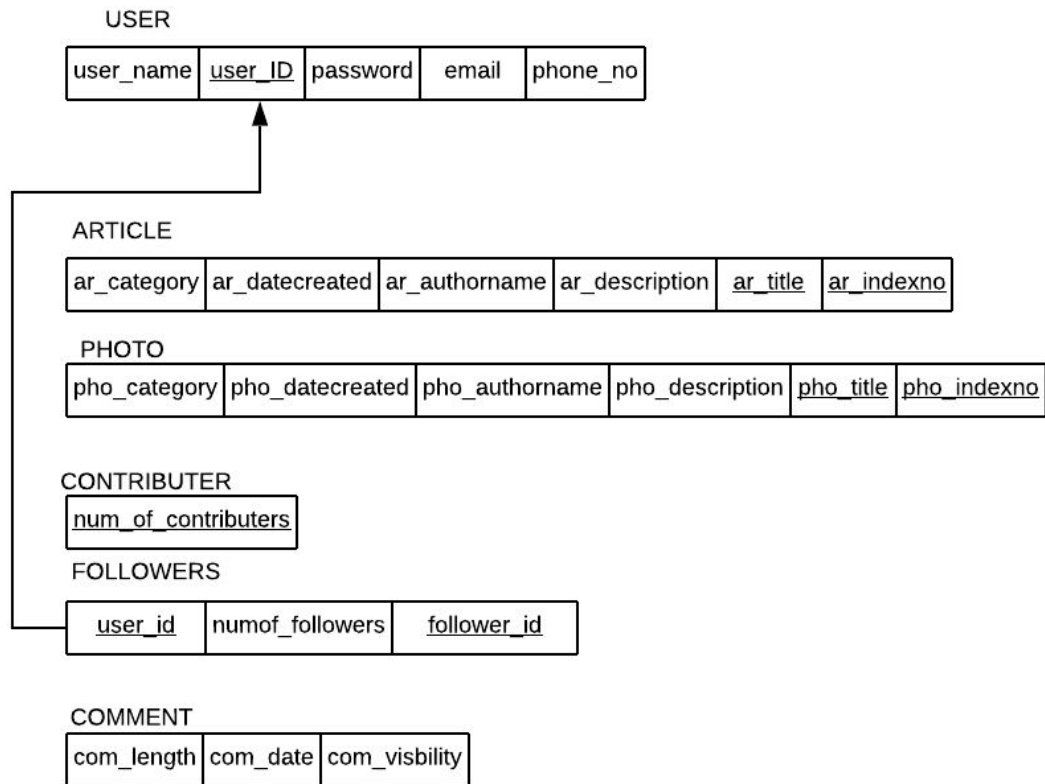 USER
user_name user_ID password email phone_no
ARTICLE
ar_category ar_datecreated ar_authorname ar_description ar_title ar_indexno
PHOTO
pho_category pho_datecreated pho_authorname pho_description pho_title pho_indexno
CONTRIBUTER
num_of_contributers
FOLLOWERS
user_id numof_followers follower_id
COMMENT
com_length com_date com_visbility